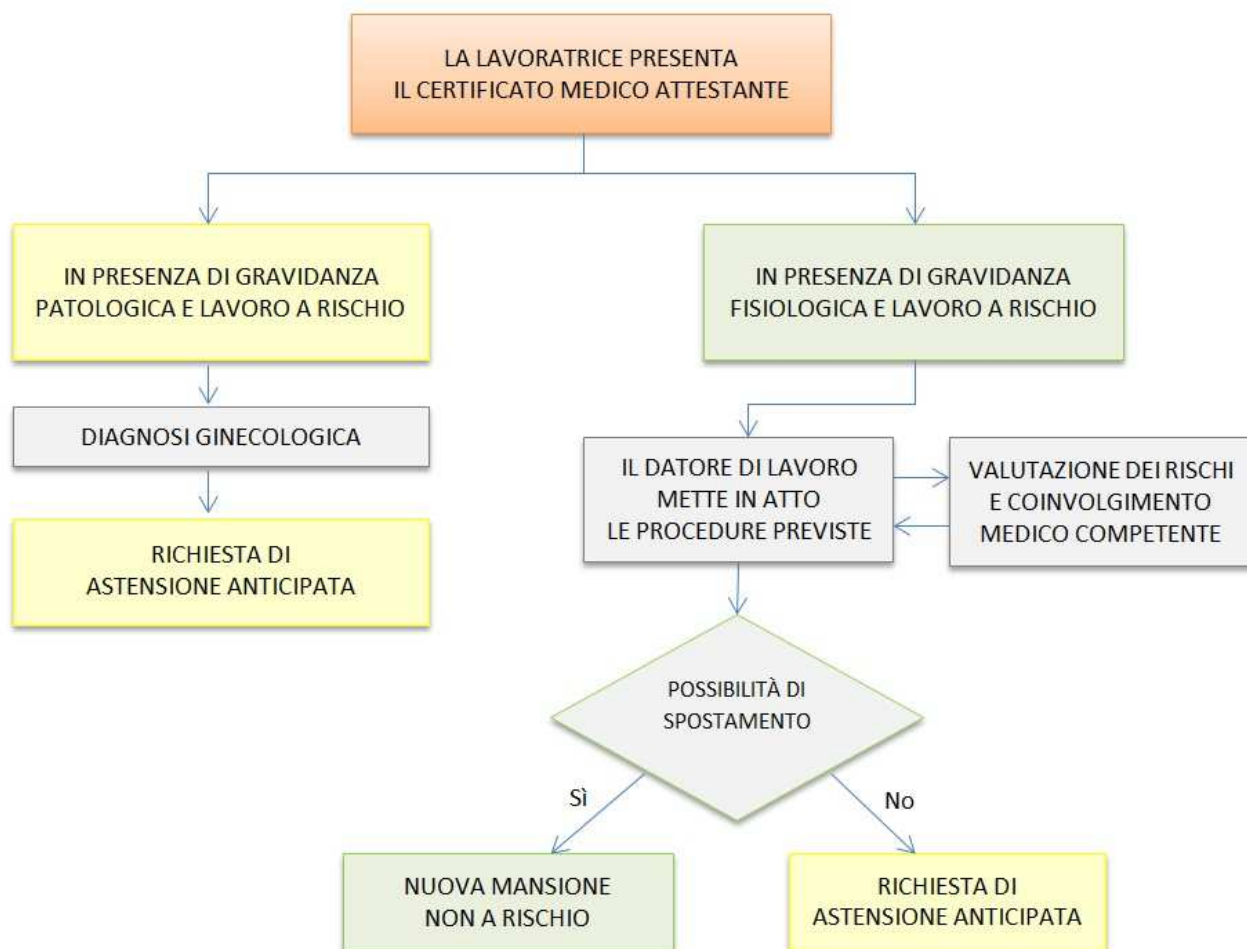 LA LAVORATRICE PRESENTA
IL CERTIFICATO MEDICO ATTESTANTE
IN PRESENZA DI GRAVIDANZA
PATOLOGICA E LAVORO A RISCHIO
IN PRESENZA DI GRAVIDANZA
FISIOLOGICA E LAVORO A RISCHIO
DIAGNOSI GINECOLOGICA
RICHIESTA DI
ASTENSIONE ANTICIPATA
IL DATORE DI LAVORO
METTE IN ATTO
LE PROCEDURE PREVISTE
VALUTAZIONE DEI RISCHI
E COINVOLGIMENTO
MEDICO COMPETENTE
POSSIBILITÀ DI
SPOSTAMENTO
Sì
No
NUOVA MANSIONE
NON A RISCHIO
RICHIESTA DI
ASTENSIONE ANTICIPATA